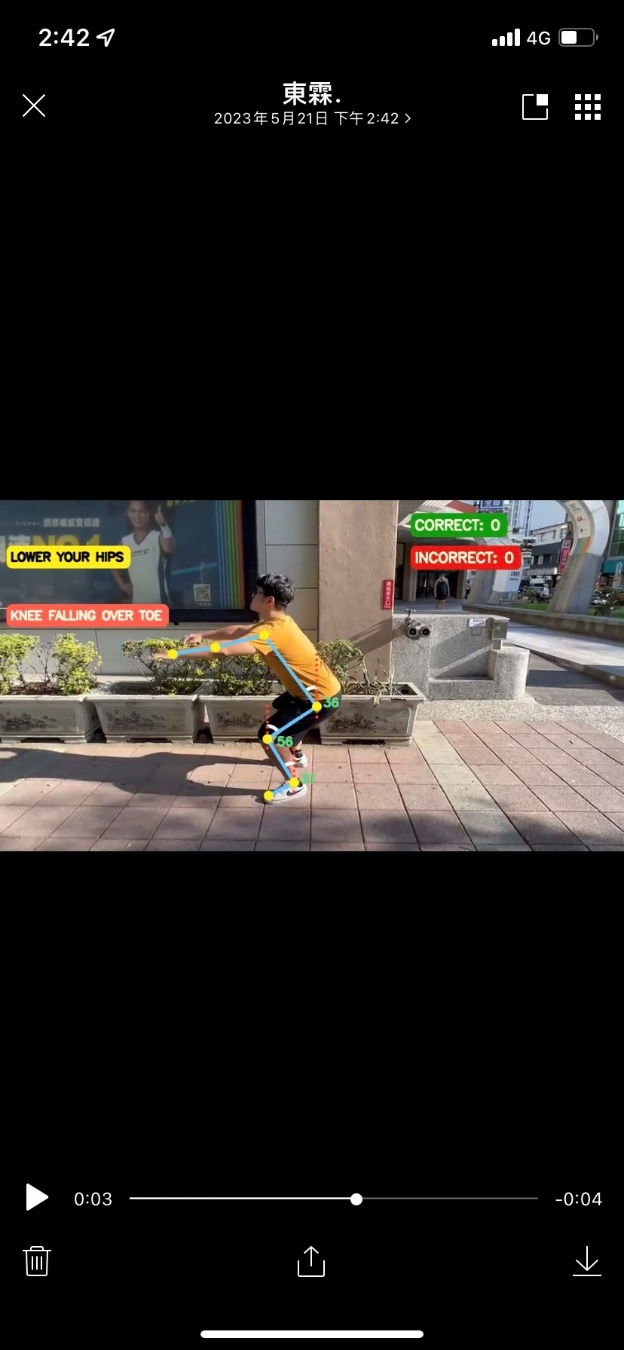 2:42
4G
東霖.
2023年5月21日 下午2:42
CORRECT: 0
LOWER YOUR HIPS
INCORRECT: 0
KNEE FALLING OVER TOE
36
56
0:03
-0:04